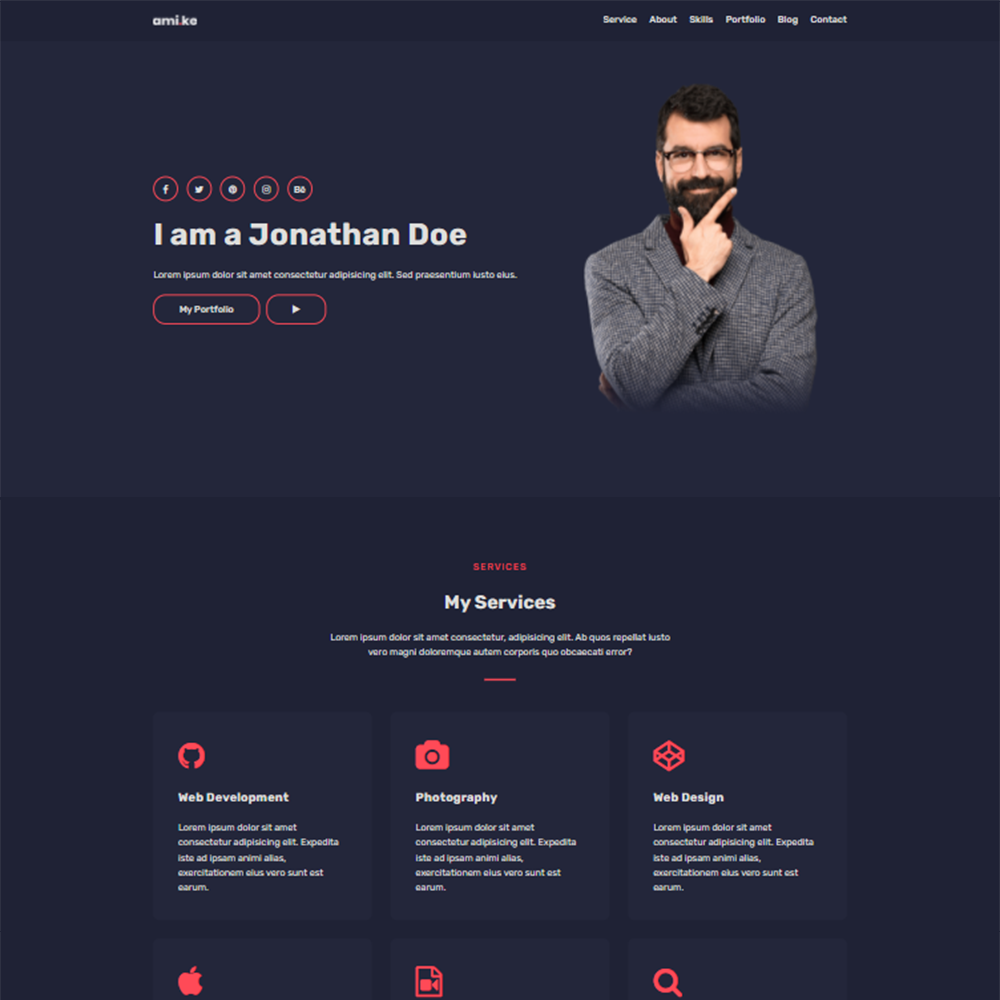 ami.ke
Service About Skills Portfolio Blog Contact
Bē
I am a Jonathan Doe
Lorem ipsum dolor sit amet consectetur adipisicing elit. Sed praesentium iusto eius.
My Portfolio
SERVICES
My Services
Lorem ipsum dolor sit amet consectetur, adipisicing elit. Ab quos repellat iusto
vero magni doloremque autem corporis quo obcaecati error?
Web Development
Lorem ipsum dolor sit amet
consectetur adipisicing elit. Expedita
iste ad ipsam animi alias,
exercitationem eius vero sunt est
earum.
Photography
Lorem ipsum dolor sit amet
consectetur adipisicing elit. Expedita
iste ad ipsam animi alias,
exercitationem eius vero sunt est
earum.
Web Design
Lorem ipsum dolor sit amet
consectetur adipisicing elit. Expedita
iste ad ipsam animi alias,
exercitationem eius vero sunt est
earum.